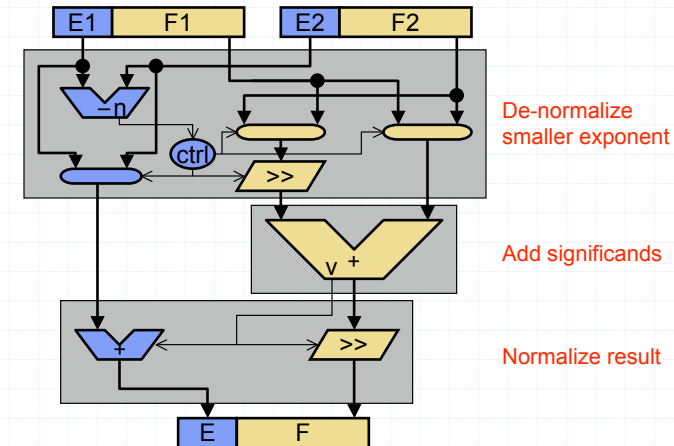 E1 F1 E2 F2
De-normalize
smaller exponent
−n
ctrl
>>
Add significands
v +
Normalize result
+
>>
E F